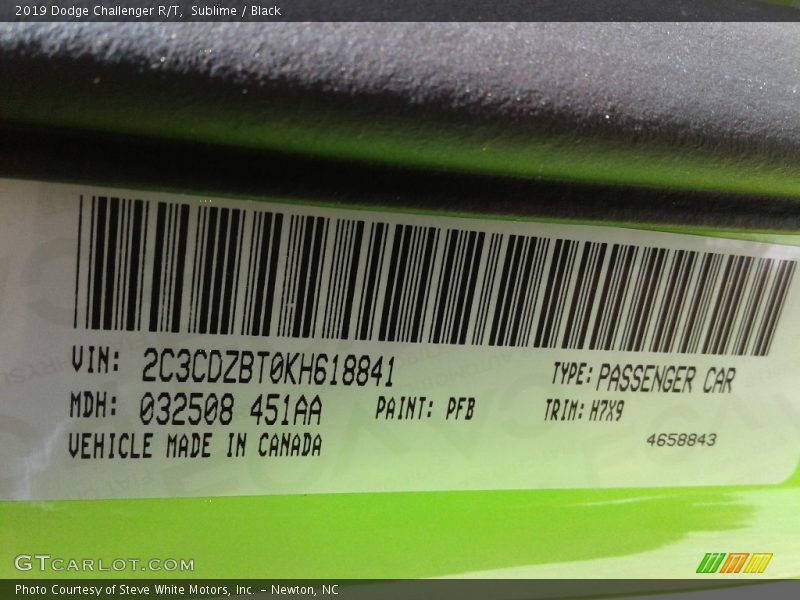 2019 Dodge Challenger R/T, Sublime / Black
VIN: 2C3CDZBT0KH618841 TYPE: PASSENGER CAR
MDH: 032508 451AA PAINT: PFB TRIM: H7X9
VEHICLE MADE IN CANADA 4658843
GTCARLOT.COM
Photo Courtesy of Steve White Motors, Inc. – Newton, NC